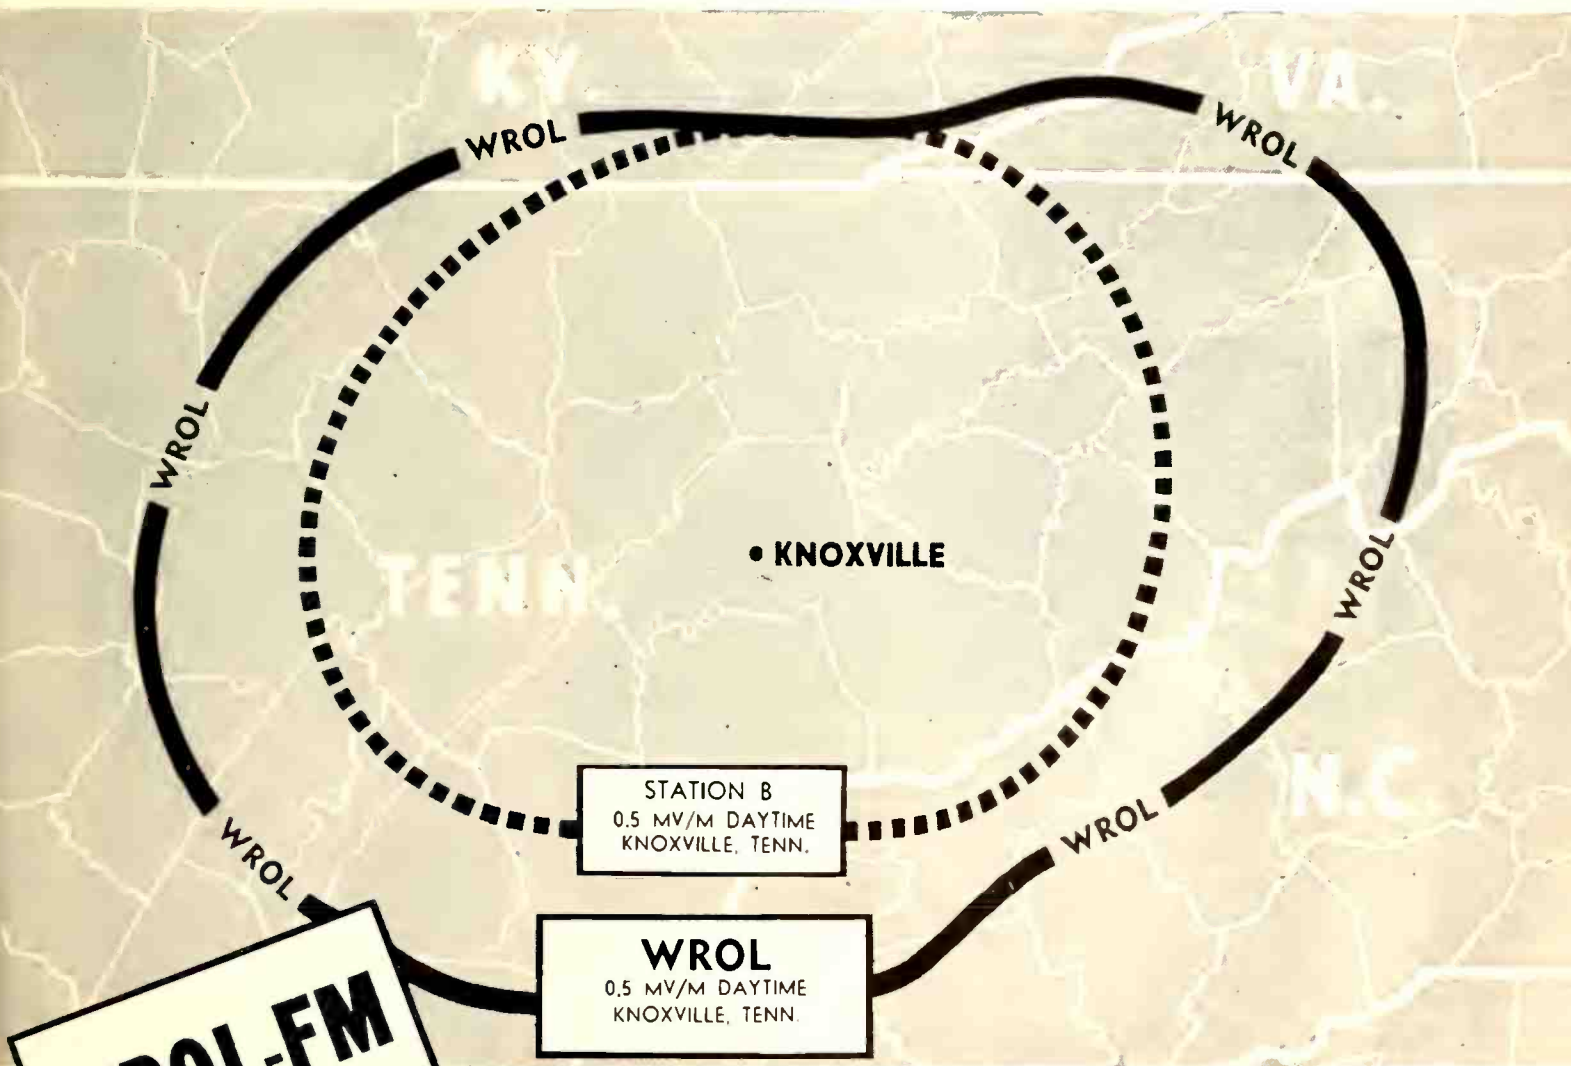 KY.
VA.
WROL
WROL
WROL
TENN.
• KNOXVILLE
WROL
N.C
STATION B
0.5 MV/M DAYTIME
KNOXVILLE, TENN.
WROL
WROL
WROL
0.5 MV/M DAYTIME
KNOXVILLE, TENN.